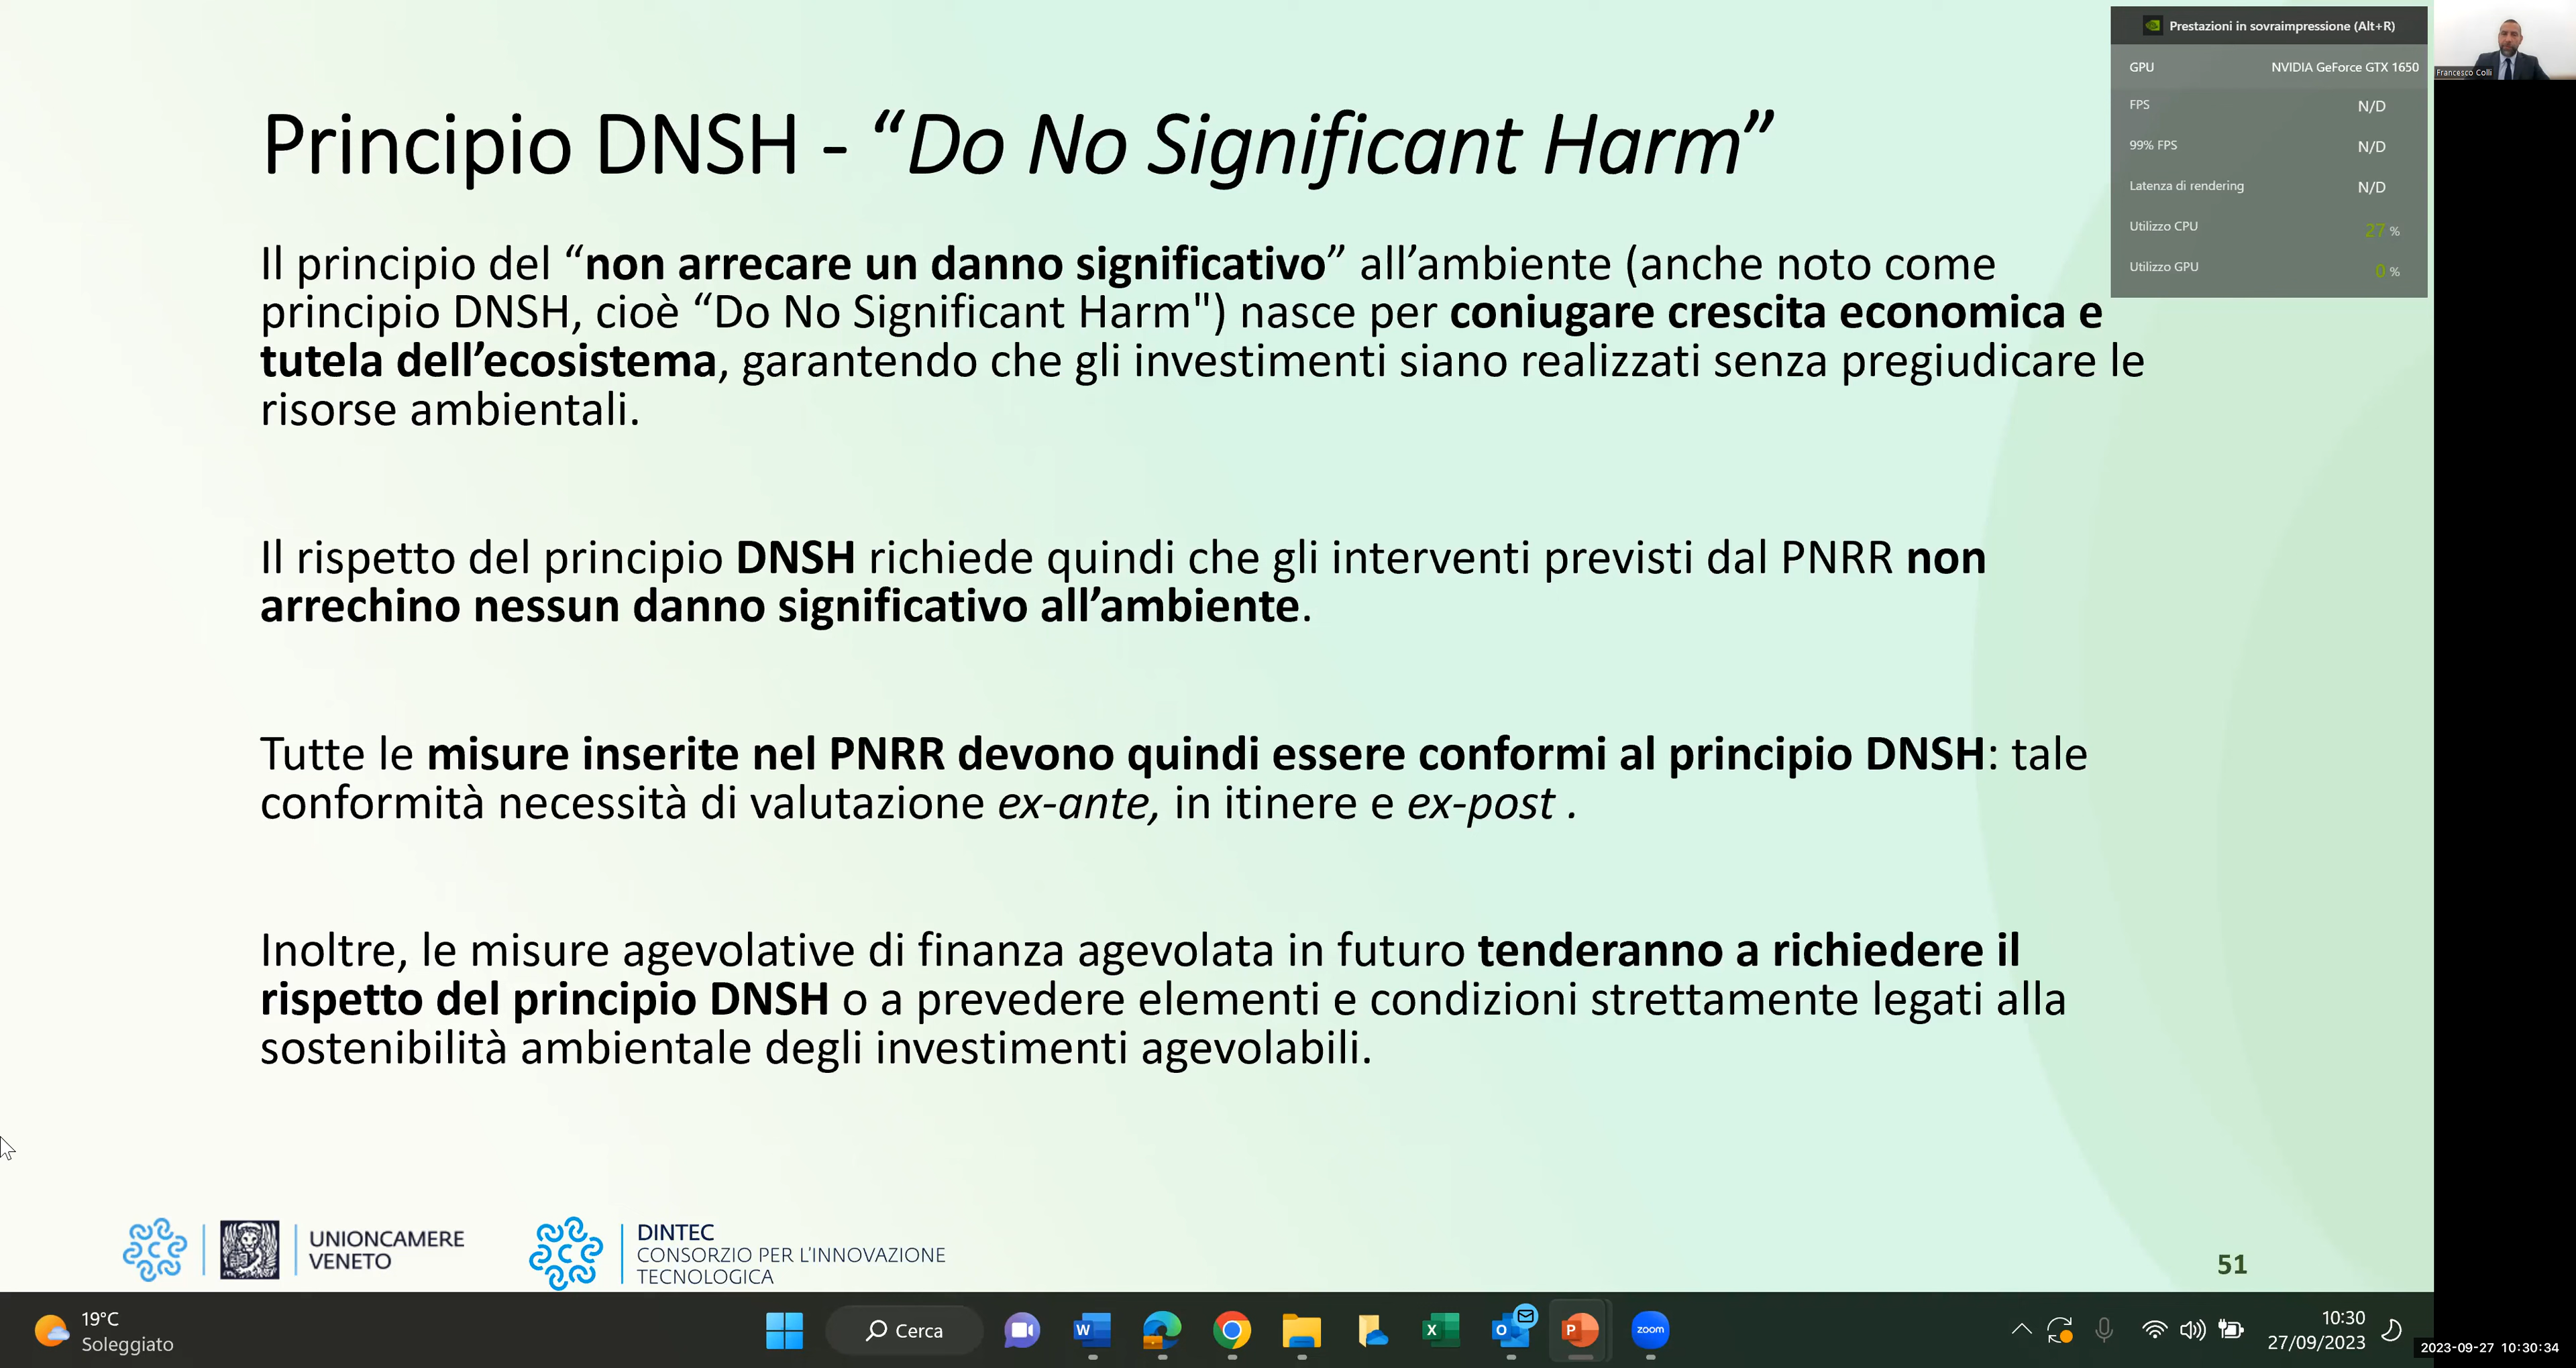 Principio DNSH - “Do No Significant Harm”
Il principio del “non arrecare un danno significativo” all’ambiente (anche noto come
principio DNSH, cioè “Do No Significant Harm") nasce per coniugare crescita economica e
tutela dell’ecosistema, garantendo che gli investimenti siano realizzati senza pregiudicare le
risorse ambientali.
Il rispetto del principio DNSH richiede quindi che gli interventi previsti dal PNRR non
arrechino nessun danno significativo all’ambiente.
Tutte le misure inserite nel PNRR devono quindi essere conformi al principio DNSH: tale
conformità necessità di valutazione ex-ante, in itinere e ex-post .
Inoltre, le misure agevolative di finanza agevolata in futuro tenderanno a richiedere il
rispetto del principio DNSH o a prevedere elementi e condizioni strettamente legati alla
sostenibilità ambientale degli investimenti agevolabili.
Prestazioni in sovraimpressione (Alt+R)
GPU NVIDIA GeForce GTX 1650
FPS N/D
99% FPS N/D
Latenza di rendering N/D
Utilizzo CPU 27 %
Utilizzo GPU 0 %
Francesco Colli
UNIONCAMERE
VENETO
DINTEC
CONSORZIO PER L'INNOVAZIONE
TECNOLOGICA
51
19°C
Soleggiato
Cerca
W
X
O
P
zoom
10:30
27/09/2023
2023-09-27 10:30:34